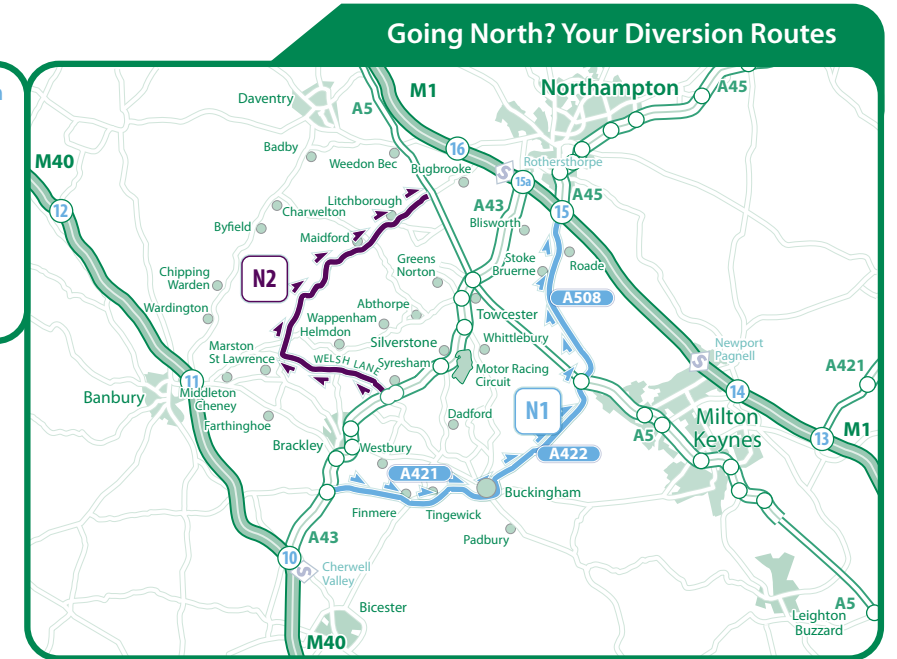 Going North? Your Diversion Routes
Northampton
A45
M1
A5
Daventry
16
Badby
Weedon Bec
Bugbrooke
Rothersthorpe
S
15a
M40
A45
12
Litchborough
A43
15
Charwelton
Blisworth
Byfield
Maidford
Stoke
Bruerne
Roade
Greens
Norton
Chipping
Warden
N2
A508
Wardington
Abthorpe
Wappenham
Towcester
Helmdon
Silverstone
Whittlebury
Marston
St Lawrence
WELSH LANE
Syresham
Newport
Pagnell
S
A421
Motor Racing
Circuit
11
Middleton
Cheney
14
Banbury
N1
Milton
Keynes
Farthinghoe
Dadford
M1
13
A5
Brackley
Westbury
A422
A421
Buckingham
Finmere
Tingewick
A43
Padbury
10
S
Cherwell
Valley
Bicester
A5
Leighton
Buzzard
M40